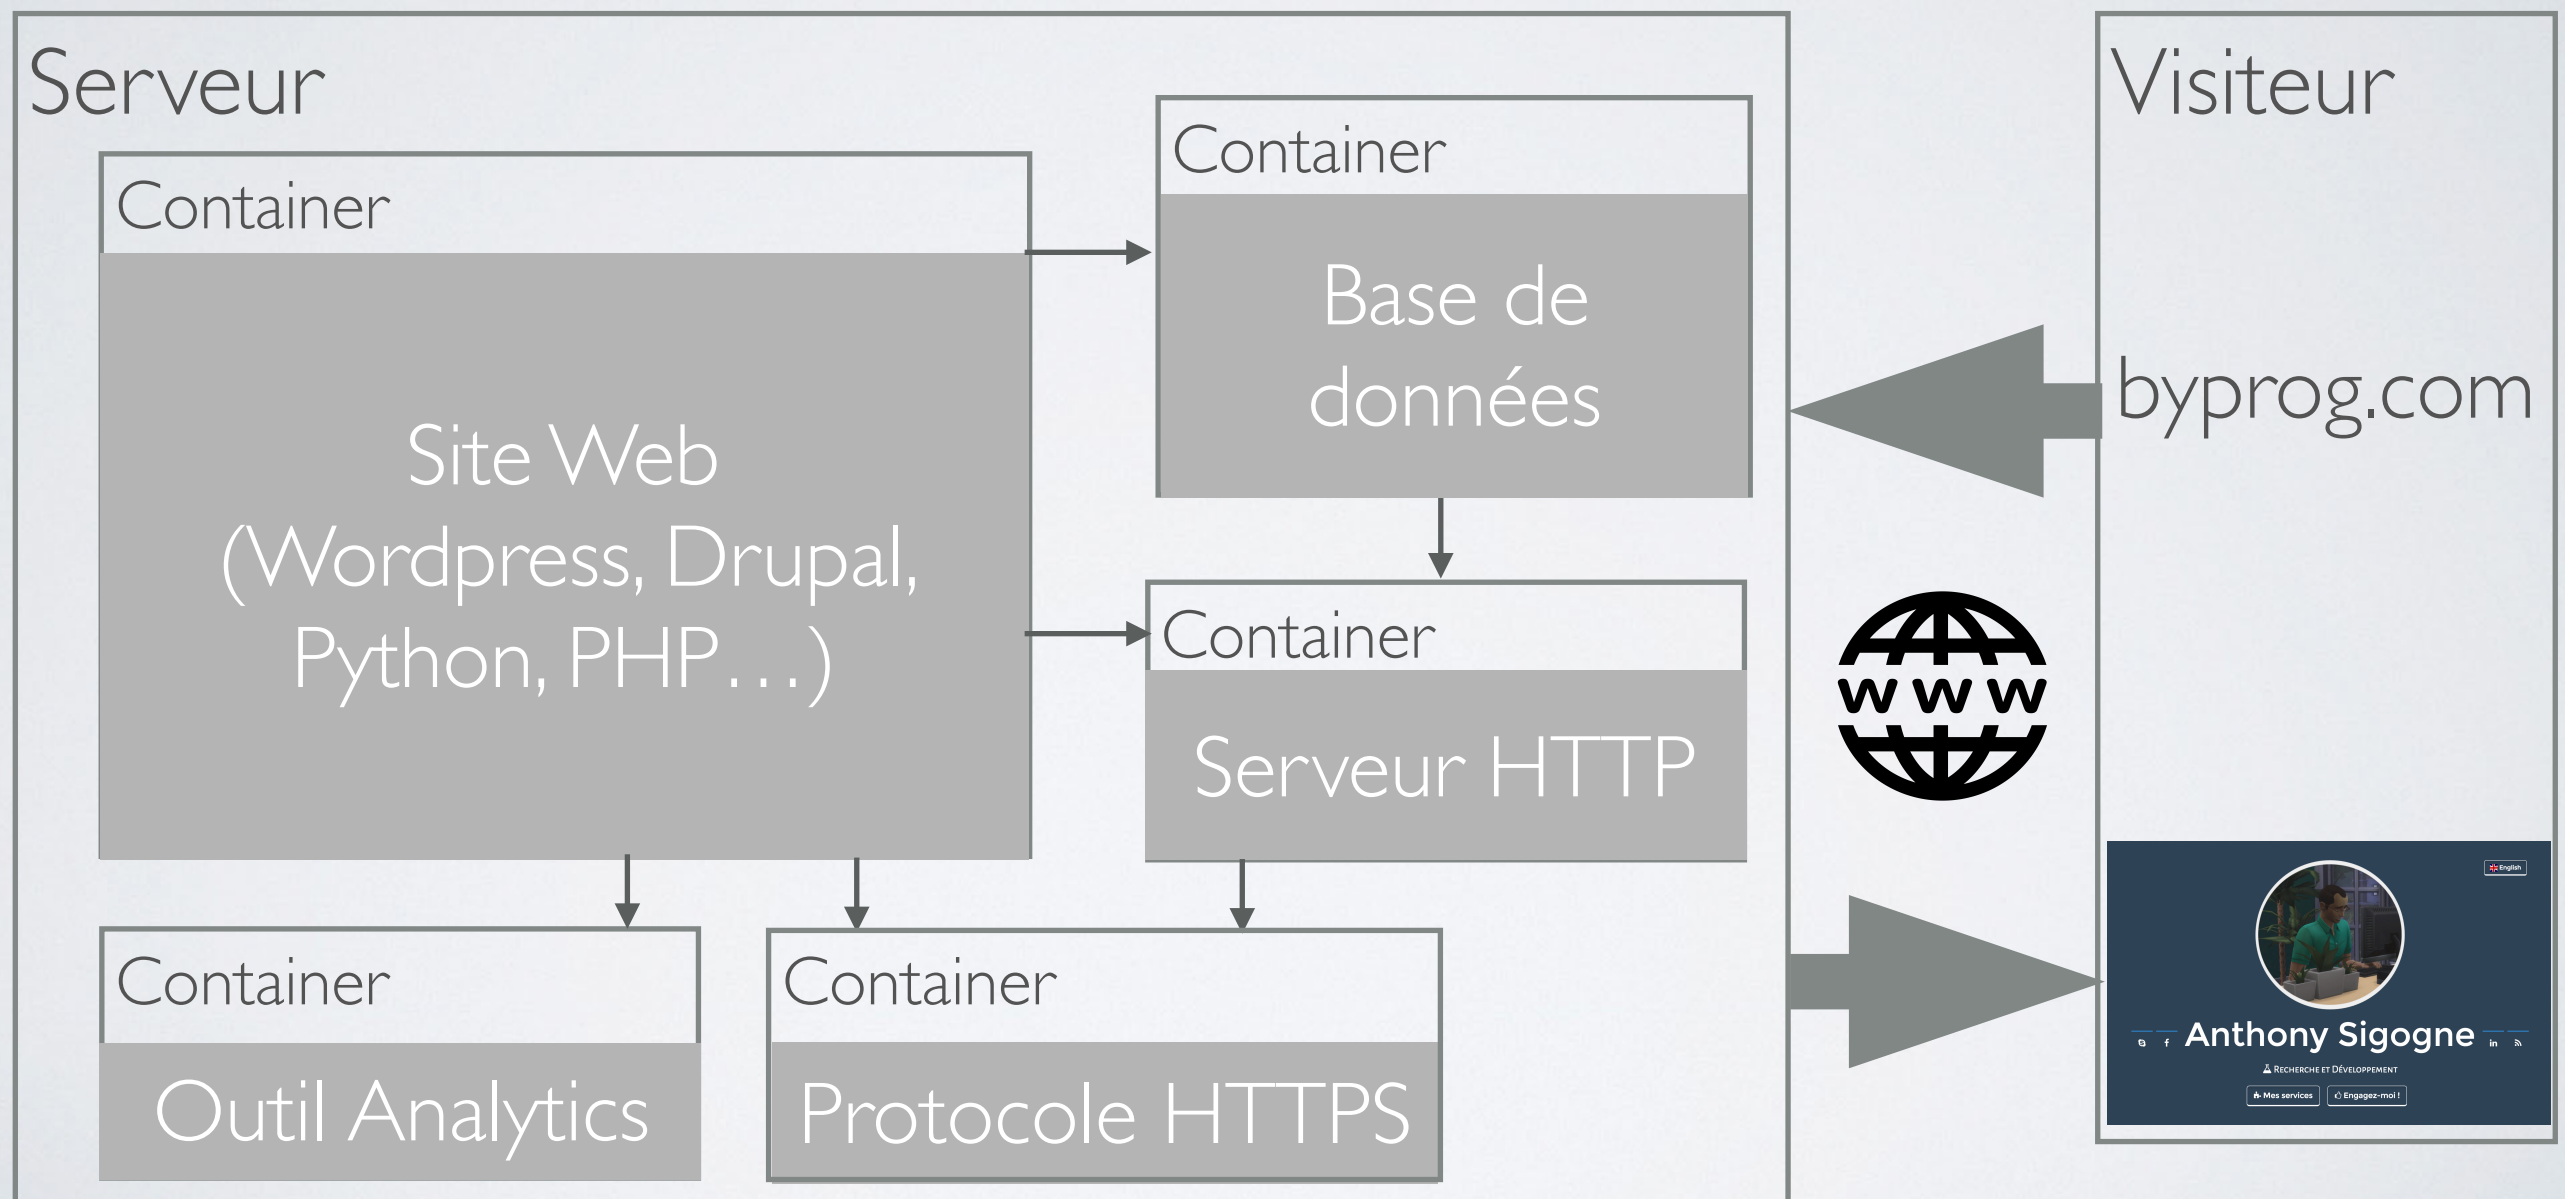 Serveur
Container
Site Web
(Wordpress, Drupal,
Python, PHP…)
Container
Base de
données
Container
Serveur HTTP
Container
Outil Analytics
Container
Protocole HTTPS
www
Visiteur
byprog.com
English
Anthony Sigogne
Recherche et Développement
Mes services
Engagez-moi !